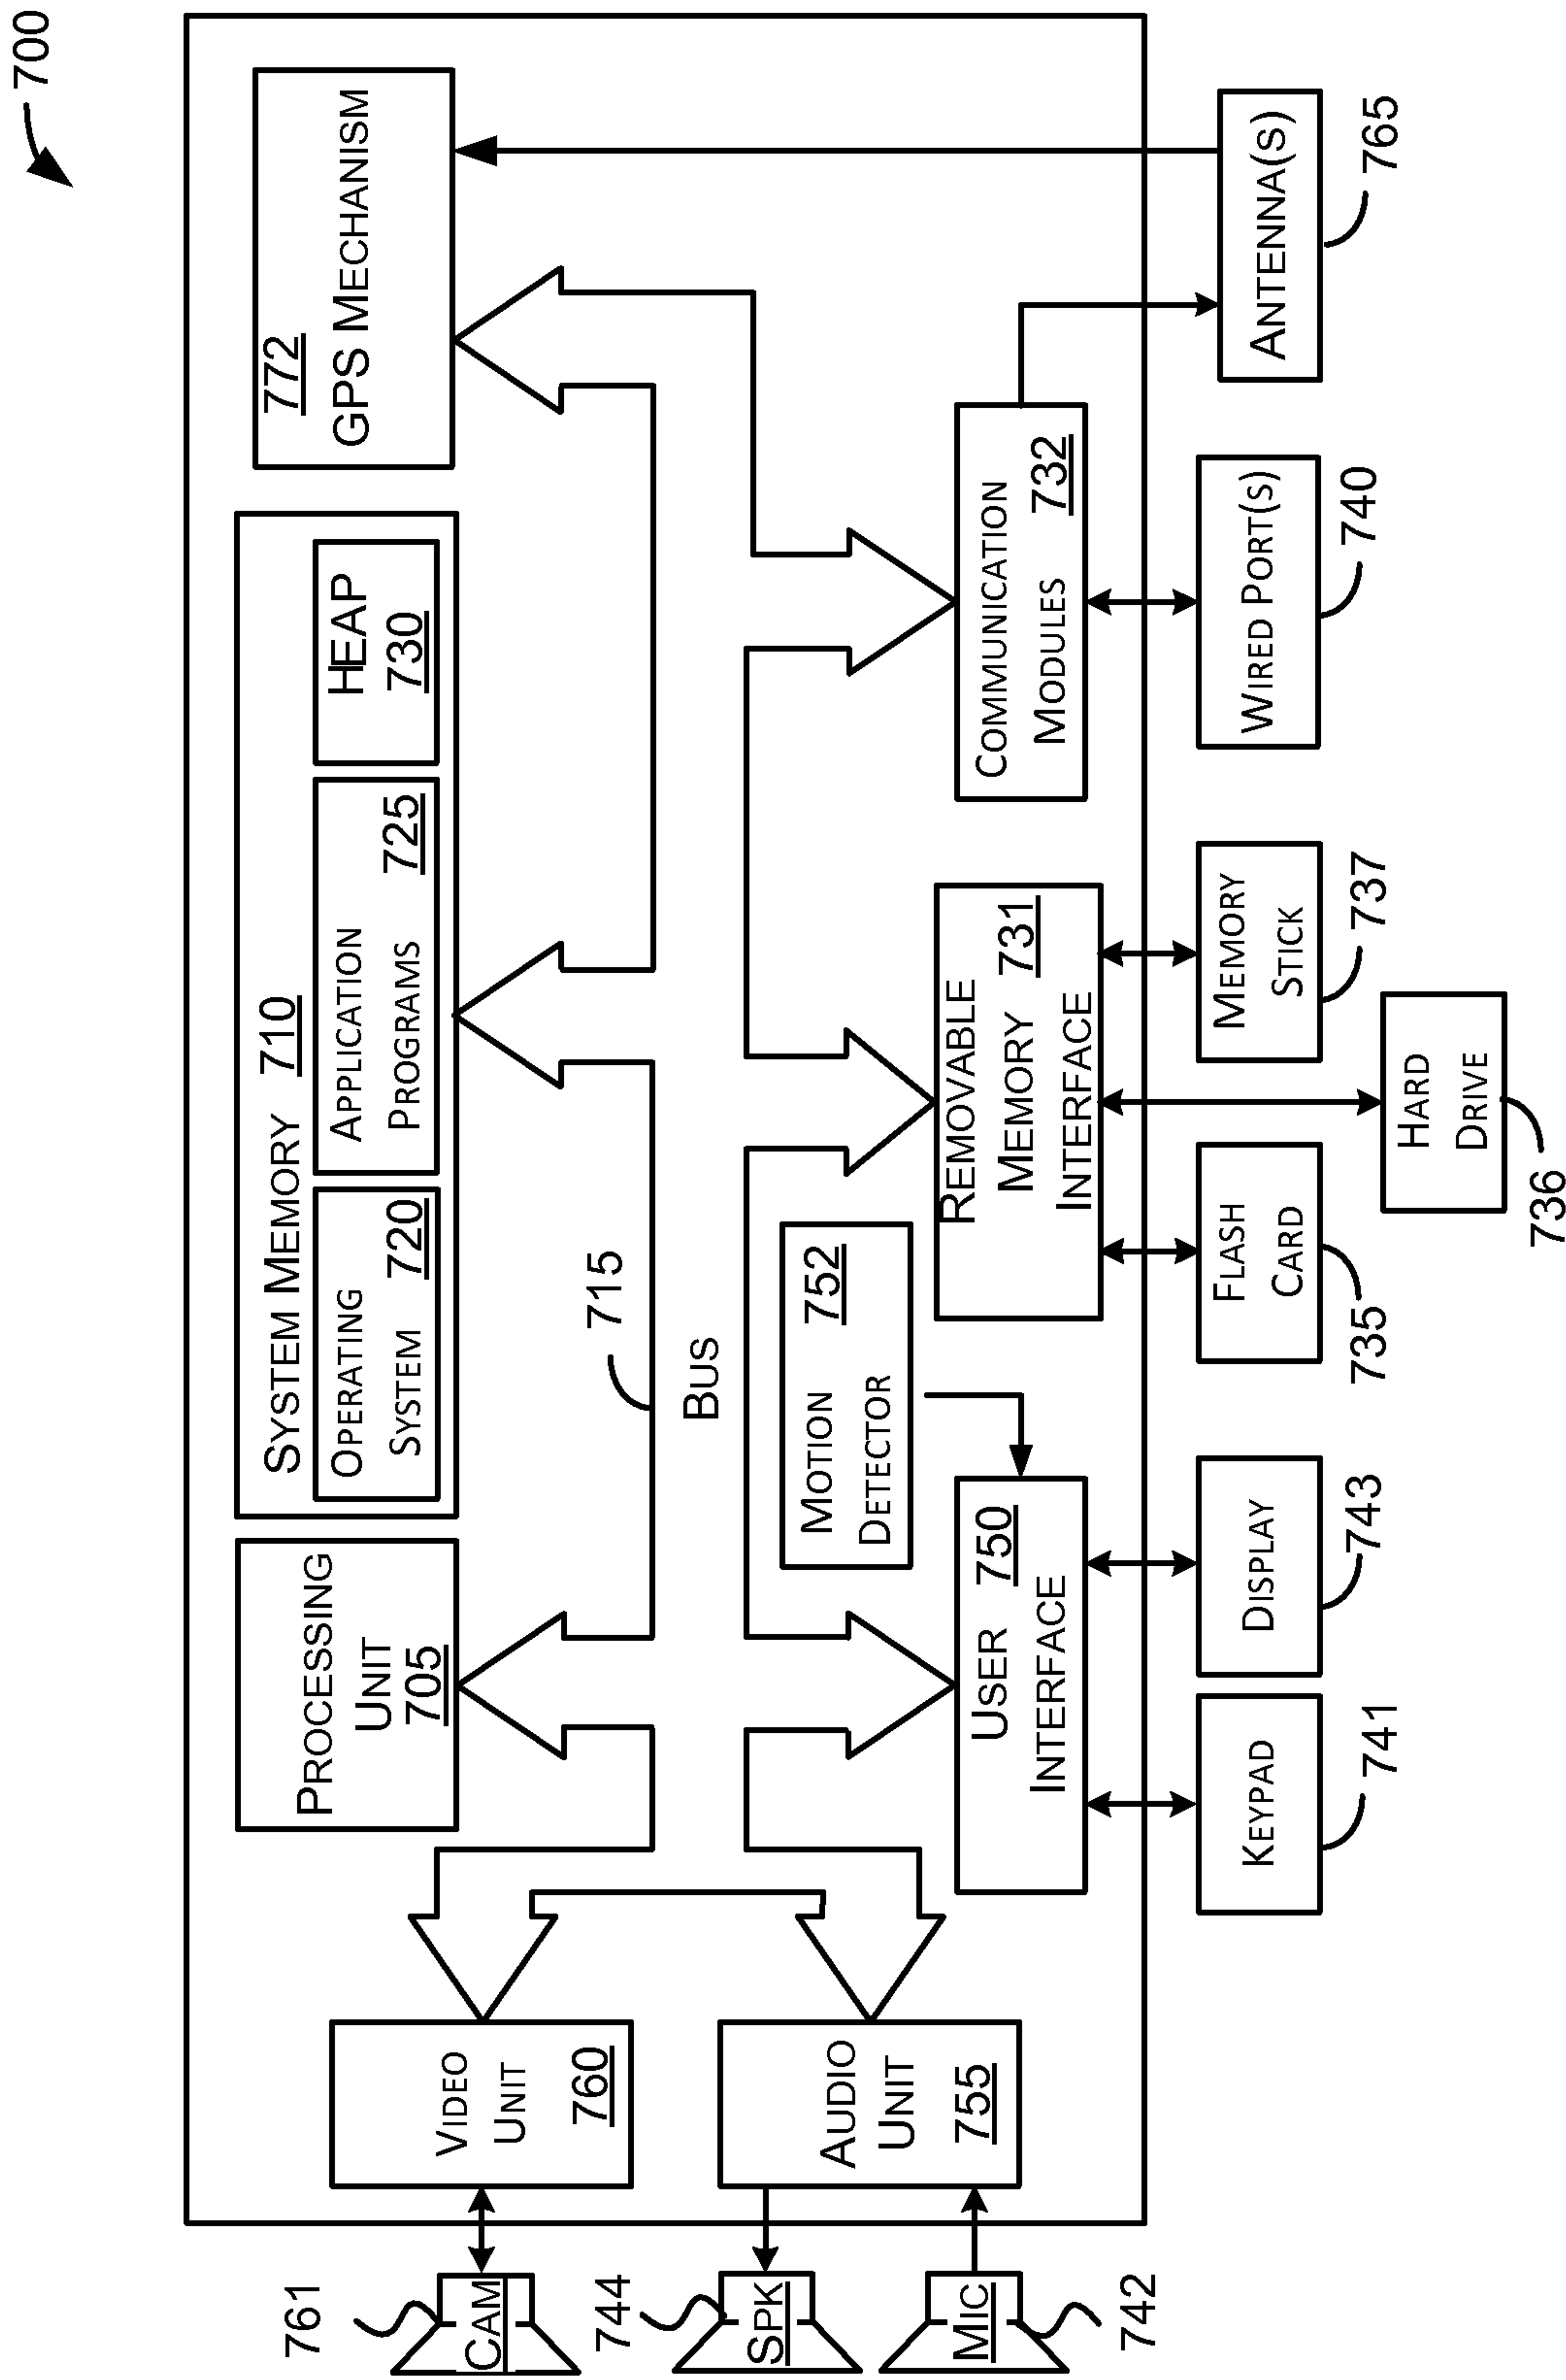 700
PROCESSING
UNIT
705
SYSTEM MEMORY 710
OPERATING
SYSTEM 720
APPLICATION
PROGRAMS 725
HEAP
730
772
GPS MECHANISM
715
BUS
761
CAM
VIDEO
UNIT
760
744
SPK
742
MIC
AUDIO
UNIT
755
MOTION 752
DETECTOR
USER 750
INTERFACE
REMOVABLE
MEMORY 731
INTERFACE
COMMUNICATION
MODULES 732
KEYPAD
741
DISPLAY
743
FLASH
CARD
735
HARD
DRIVE
736
MEMORY
STICK
737
WIRED PORT(S)
740
ANTENNA(S)
765